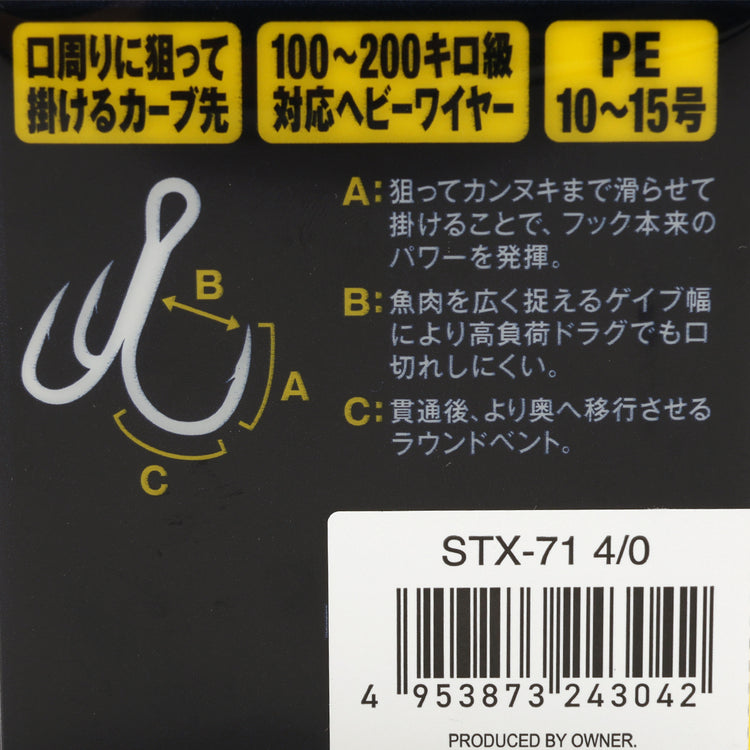 口周りに狙って
掛けるカーブ先
100～200キロ級
対応ヘビーワイヤー
PE
10～15号
A:狙ってカンヌキまで滑らせて
掛けることで、フック本来の
パワーを発揮。
B:魚肉を広く捉えるゲイブ幅
により高負荷ドラグでも口
切れしにくい。
C:貫通後、より奥へ移行させる
ラウンドベント。
B
A
C
STX-71 4/0
4 953873 243042
PRODUCED BY OWNER.